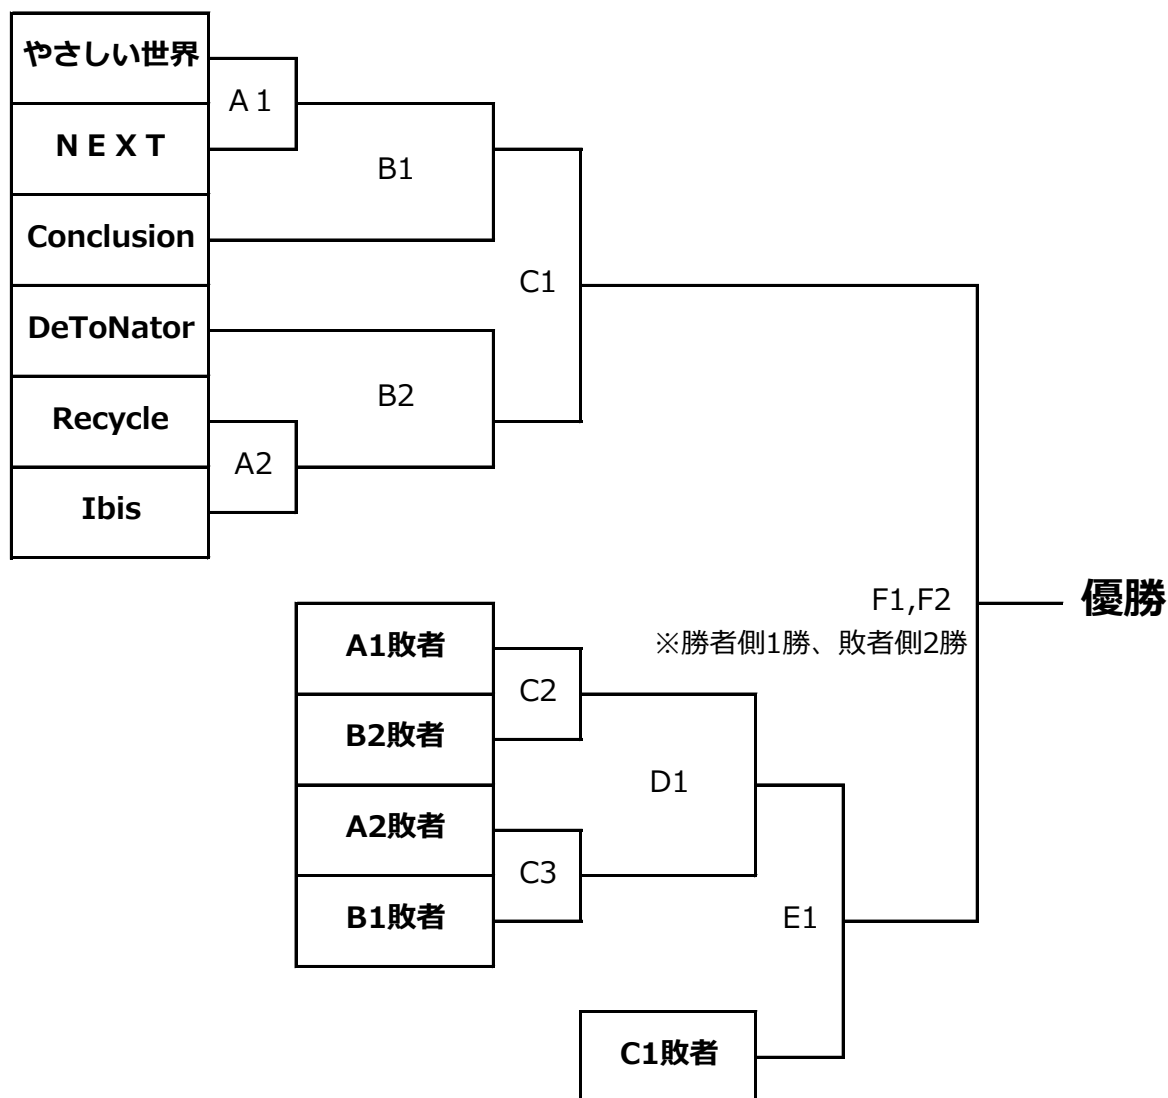 やさしい世界
A 1
N E X T
B1
Conclusion
C1
DeToNator
B2
Recycle
A2
Ibis
F1,F2
優勝
※勝者側1勝、敗者側2勝
A1敗者
C2
B2敗者
D1
A2敗者
C3
B1敗者
E1
C1敗者